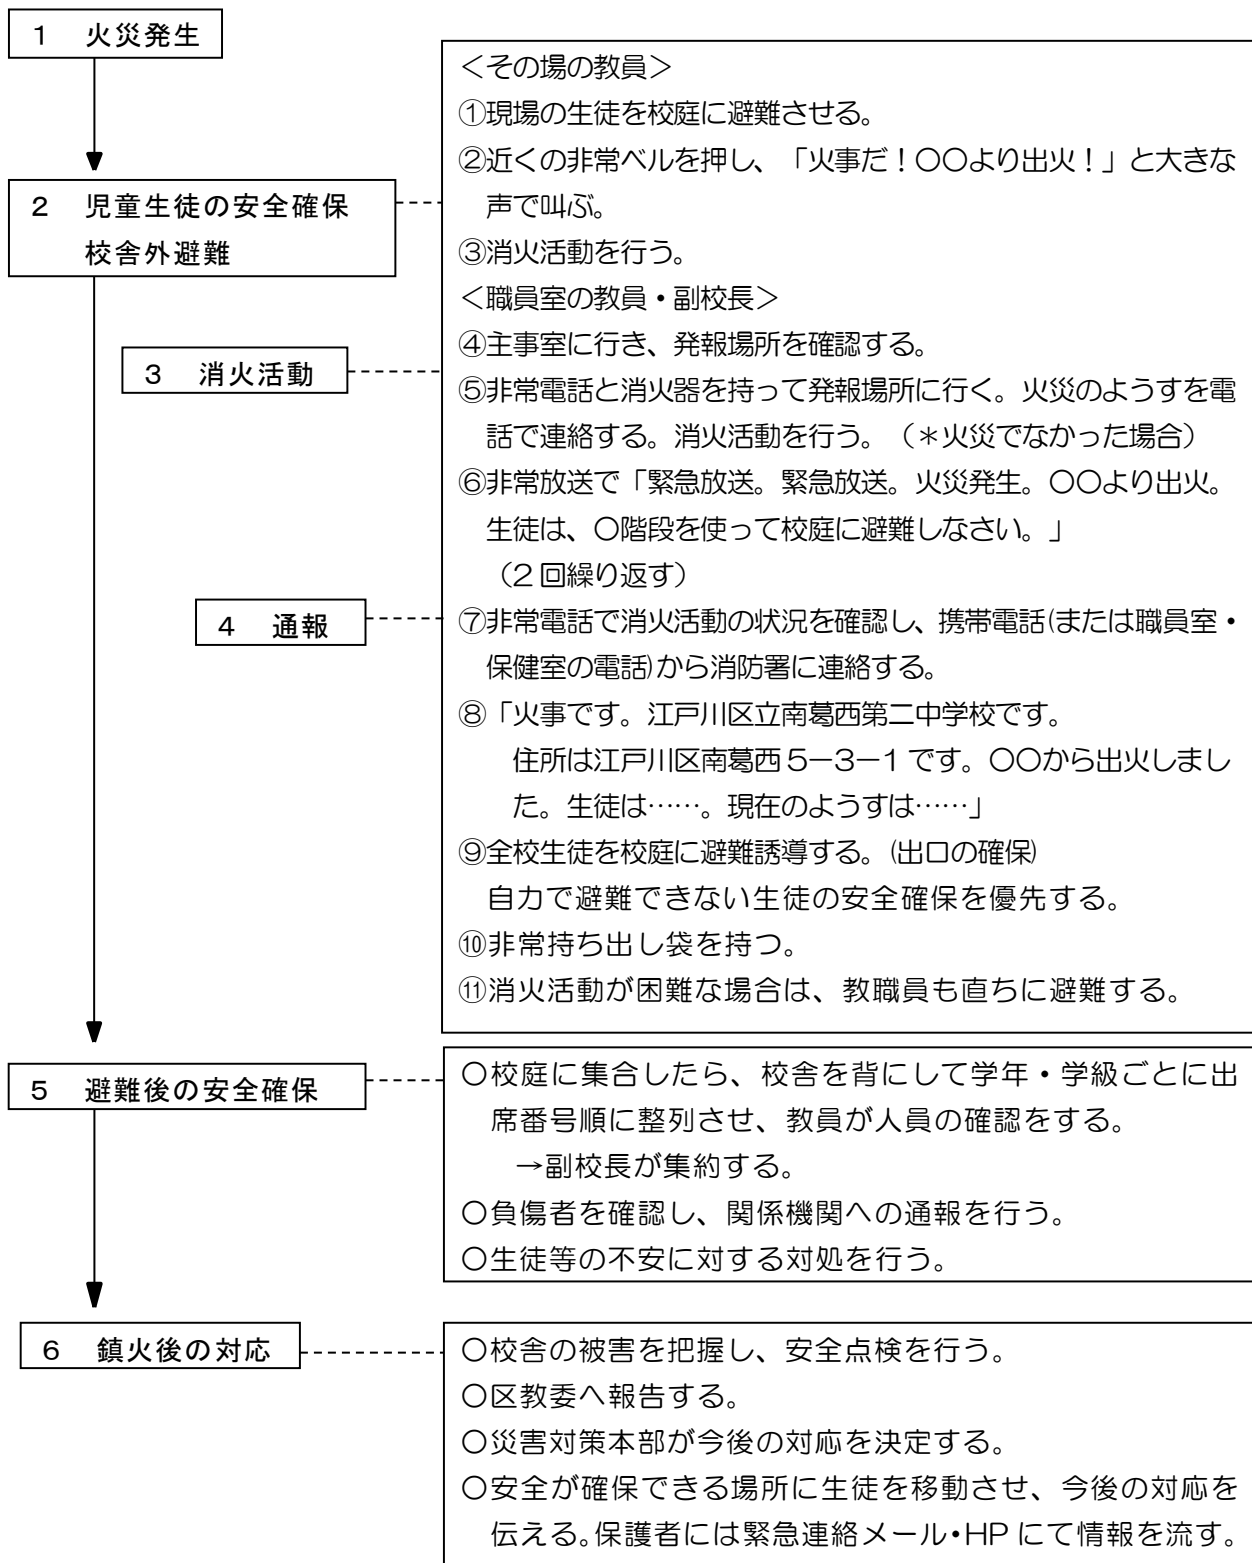 1　火災発生
2　児童生徒の安全確保
校舎外避難
3　消火活動
4　通報
＜その場の教員＞
①現場の生徒を校庭に避難させる。
②近くの非常ベルを押し、「火事だ！〇〇より出火！」と大きな
声で叫ぶ。
③消火活動を行う。
＜職員室の教員・副校長＞
④主事室に行き、発報場所を確認する。
⑤非常電話と消火器を持って発報場所に行く。火災のようすを電
話で連絡する。消火活動を行う。（＊火災でなかった場合）
⑥非常放送で「緊急放送。緊急放送。火災発生。〇〇より出火。
生徒は、〇階段を使って校庭に避難しなさい。」
（2回繰り返す）
⑦非常電話で消火活動の状況を確認し、携帯電話(または職員室・
保健室の電話)から消防署に連絡する。
⑧「火事です。江戸川区立南葛西第二中学校です。
住所は江戸川区南葛西5－3－1です。〇〇から出火しまし
た。生徒は……。現在のようすは……」
⑨全校生徒を校庭に避難誘導する。(出口の確保)
自力で避難できない生徒の安全確保を優先する。
⑩非常持ち出し袋を持つ。
⑪消火活動が困難な場合は、教職員も直ちに避難する。
5　避難後の安全確保
〇校庭に集合したら、校舎を背にして学年・学級ごとに出
席番号順に整列させ、教員が人員の確認をする。
→副校長が集約する。
〇負傷者を確認し、関係機関への通報を行う。
〇生徒等の不安に対する対処を行う。
6　鎮火後の対応
〇校舎の被害を把握し、安全点検を行う。
〇区教委へ報告する。
〇災害対策本部が今後の対応を決定する。
〇安全が確保できる場所に生徒を移動させ、今後の対応を
伝える。保護者には緊急連絡メール・HPにて情報を流す。